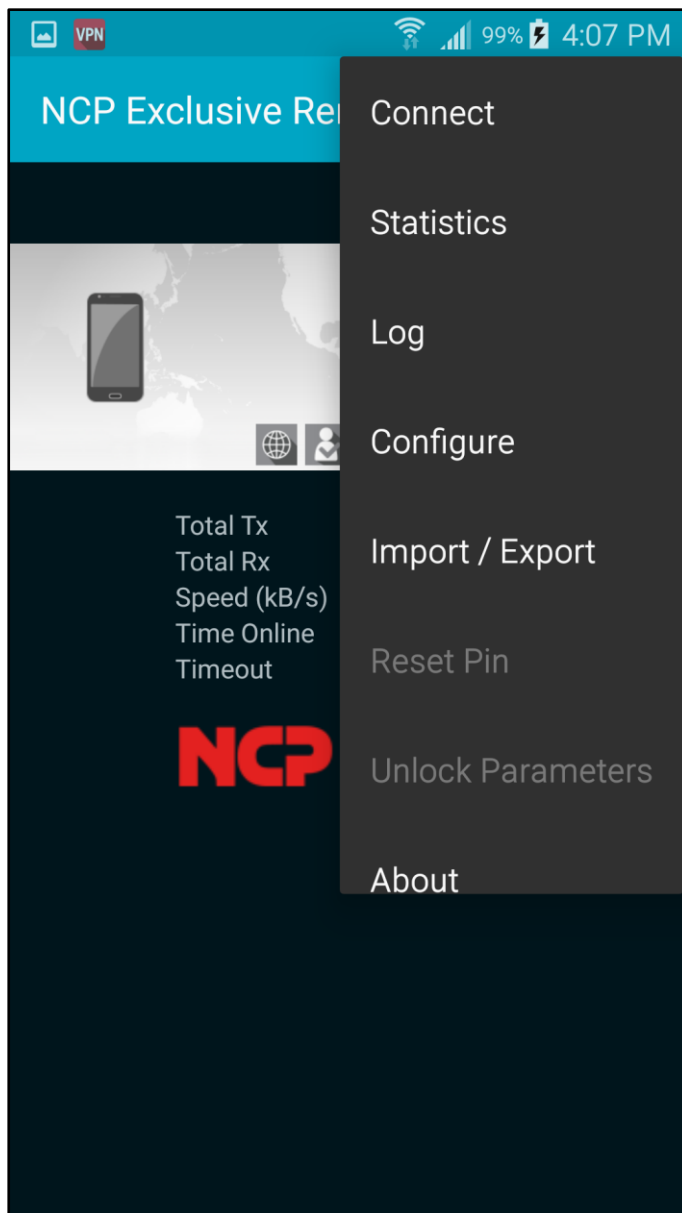 VPN
99% 4:07 PM
NCP Exclusive
Connect
Statistics
Log
Configure
Import / Export
Reset Pin
Unlock Parameters
About
Total Tx
Total Rx
Speed (kB/s)
Time Online
Timeout
NCP